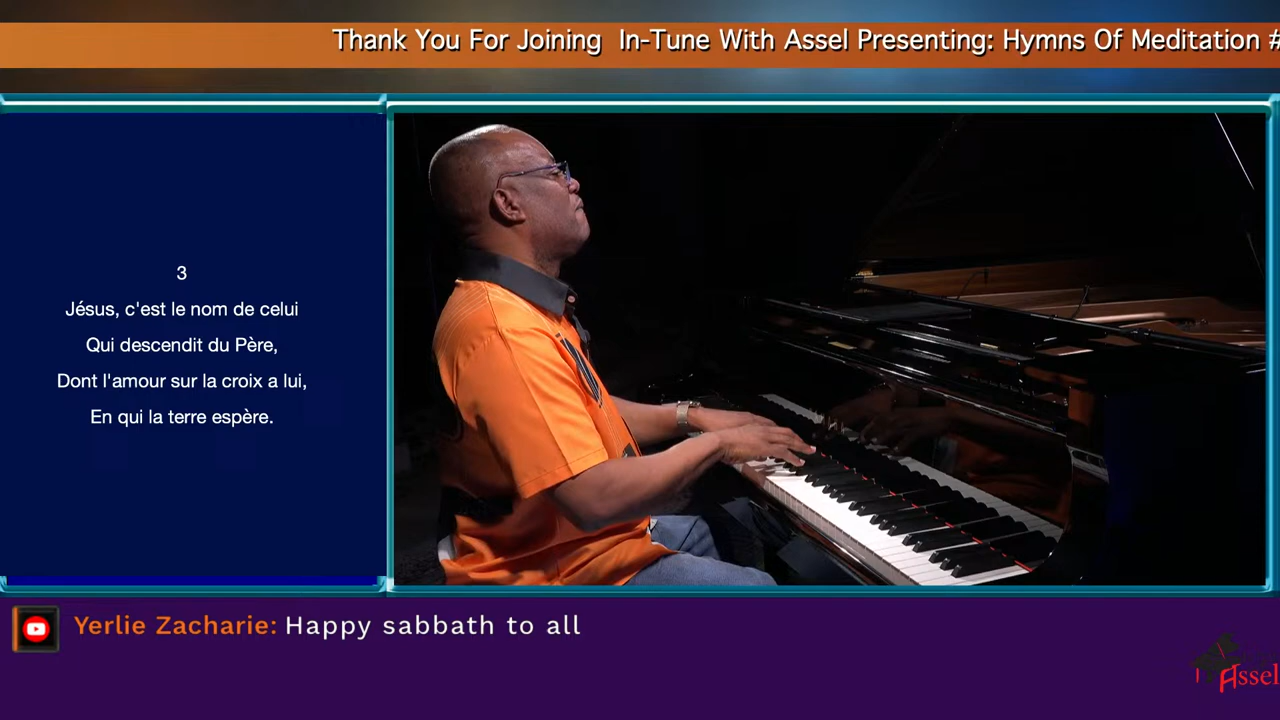 Thank You For Joining In-Tune With Assel Presenting: Hymns Of Meditation #
3
Jésus, c'est le nom de celui
Qui descendit du Père,
Dont l'amour sur la croix a lui,
En qui la terre espère.
Yerlie Zacharie: Happy sabbath to all
Assel